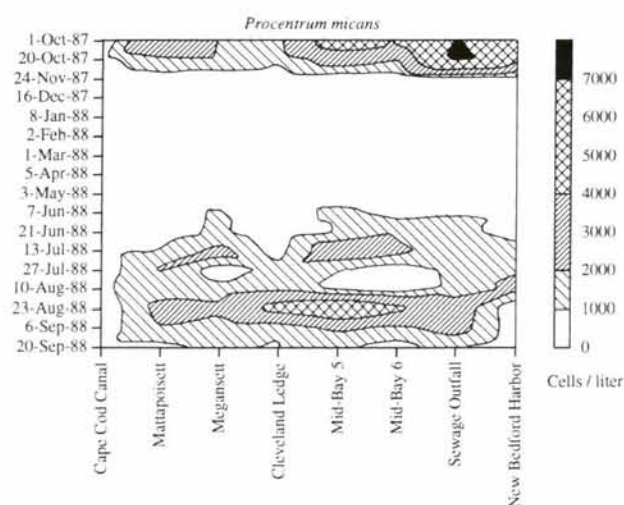 Procentrum micans
1-Oct-87
20-Oct-87
24-Nov-87
16-Dec-87
8-Jan-88
2-Feb-88
1-Mar-88
5-Apr-88
3-May-88
7-Jun-88
21-Jun-88
13-Jul-88
27-Jul-88
10-Aug-88
23-Aug-88
6-Sep-88
20-Sep-88
7000
6000
4000
3000
2000
1000
0
Cells / liter
Cape Cod Canal
Mattapoisett
Megansett
Cleveland Ledge
Mid-Bay 5
Mid-Bay 6
Sewage Outfall
New Bedford Harbor